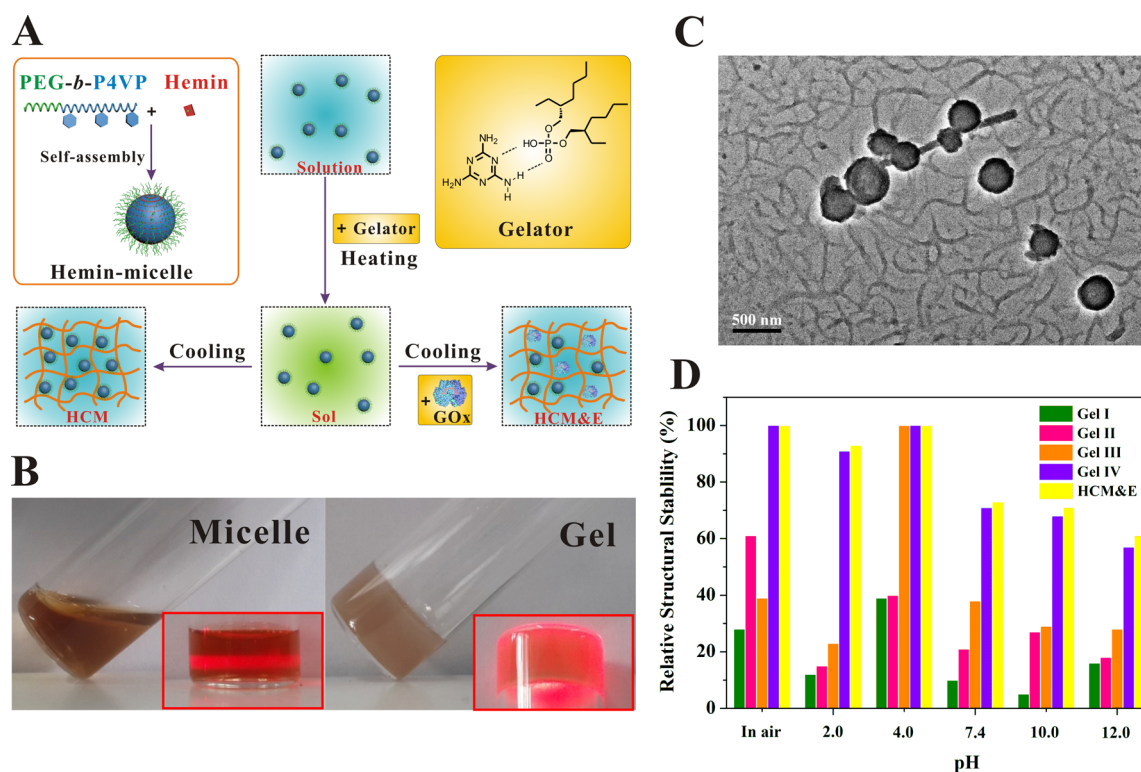 A
PEG-b-P4VP Hemin
+
Self-assembly
Hemin-micelle
Solution
+ Gelator
Heating
NH2
N
N
H2N
N
N
H
H
HO
P
O
O
O
Gelator
Cooling
HCM
Sol
Cooling
+
GOx
HCM&E
B
Micelle
Gel
C
500 nm
D
Relative Structural Stablility (%)
100
80
60
40
20
0
Gel I
Gel II
Gel III
Gel IV
HCM&E
In air
2.0
4.0
7.4
10.0
12.0
pH